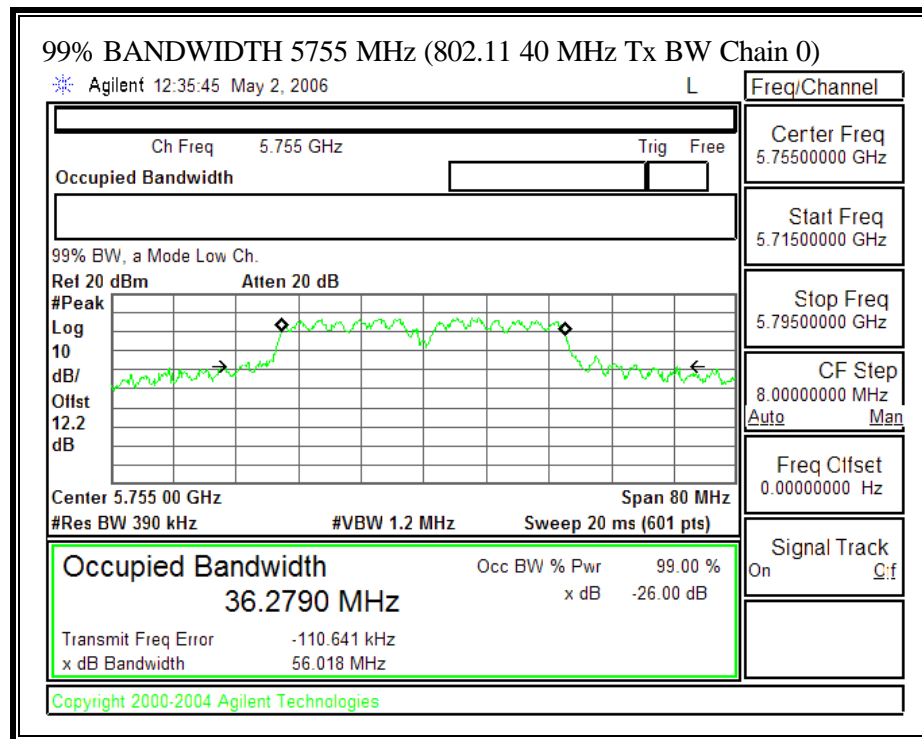 99% BANDWIDTH 5755 MHz (802.11 40 MHz Tx BW Chain 0)
Agilent 12:35:45 May 2, 2006 L
Ch Freq 5.755 GHz Trig Free
Occupied Bandwidth
99% BW, a Mode Low Ch.
Ref 20 dBm Atten 20 dB
#Peak
Log
10
dB/
Offst
12.2
dB
Center 5.755 00 GHz Span 80 MHz
#Res BW 390 kHz #VBW 1.2 MHz Sweep 20 ms (601 pts)
Occupied Bandwidth
36.2790 MHz
Occ BW % Pwr 99.00 %
x dB -26.00 dB
Transmit Freq Error -110.641 kHz
x dB Bandwidth 56.018 MHz
Copyright 2000-2004 Agilent Technologies
Freq/Channel
Center Freq
5.75500000 GHz
Start Freq
5.71500000 GHz
Stop Freq
5.79500000 GHz
CF Step
8.00000000 MHz
Auto Man
Freq Offset
0.00000000 Hz
Signal Track
On Off